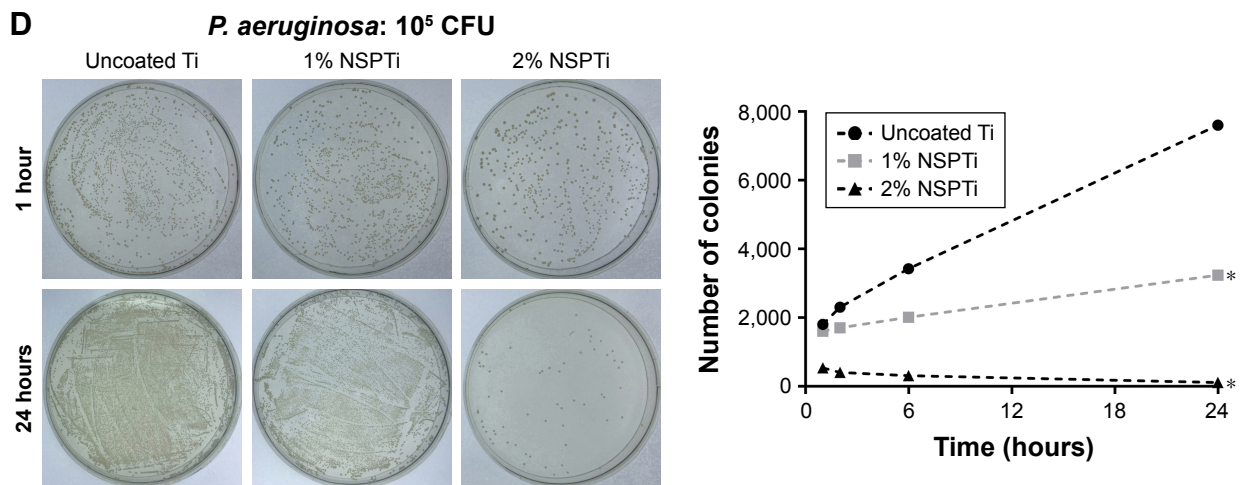 D
P. aeruginosa: 10⁵ CFU
Uncoated Ti
1% NSPTi
2% NSPTi
1 hour
24 hours
Number of colonies
8,000
6,000
4,000
2,000
0
Uncoated Ti
1% NSPTi
2% NSPTi
*
*
0
6
12
18
24
Time (hours)